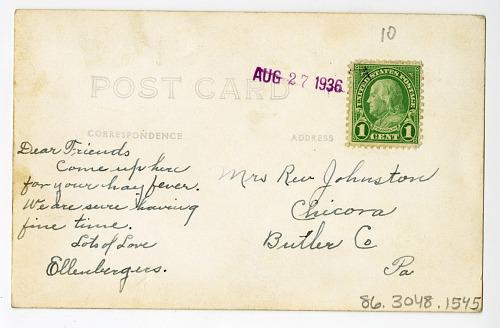 10
AUG 27 1936
UNITED STATES POSTAGE
FRANKLIN
1 CENT 1
POST CARD
CORRESPONDENCE
ADDRESS
Dear Friends
Come up here
for your hay fever.
We are sure having
fine time.
Lots of Love
Ellenbergers.
Mrs Rev Johnston
Chicora
Butler Co
Pa
86.3048.1545